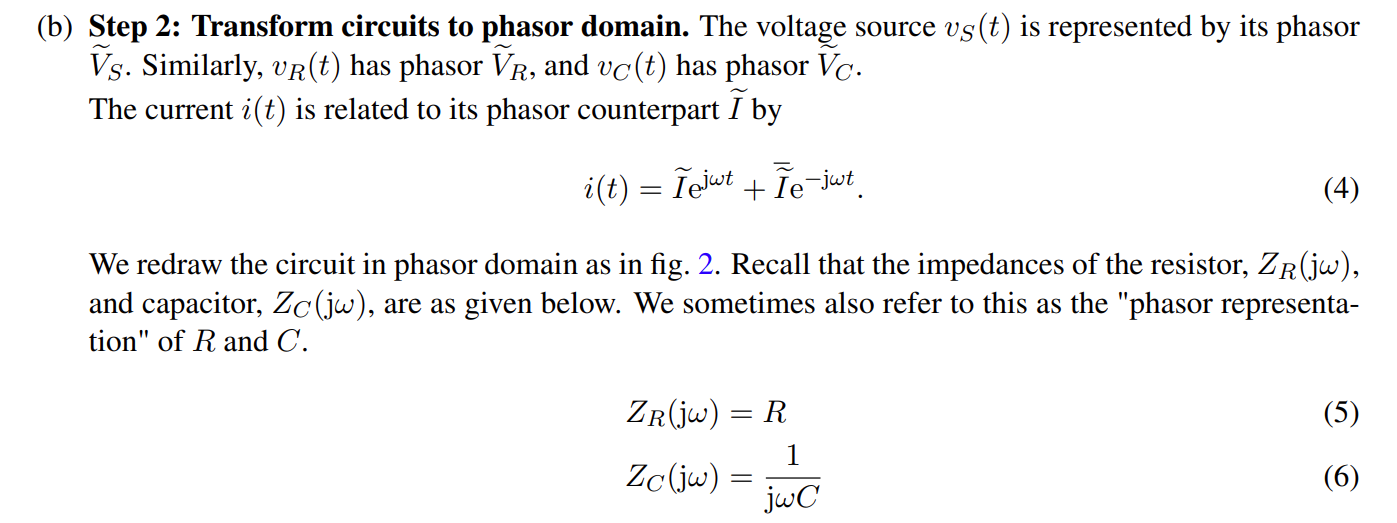 (b) Step 2: Transform circuits to phasor domain. The voltage source $v_S(t)$ is represented by its phasor
$\widetilde{V}_S$. Similarly, $v_R(t)$ has phasor $\widetilde{V}_R$, and $v_C(t)$ has phasor $\widetilde{V}_C$.
The current $i(t)$ is related to its phasor counterpart $\widetilde{I}$ by
$i(t) = \widetilde{I}e^{j\omega t} + \overline{\widetilde{I}}e^{-j\omega t}.$ (4)
We redraw the circuit in phasor domain as in fig. 2. Recall that the impedances of the resistor, $Z_R(j\omega)$,
and capacitor, $Z_C(j\omega)$, are as given below. We sometimes also refer to this as the "phasor representa-
tion" of $R$ and $C$.
$Z_R(j\omega) = R$ (5)
$Z_C(j\omega) = \frac{1}{j\omega C}$ (6)